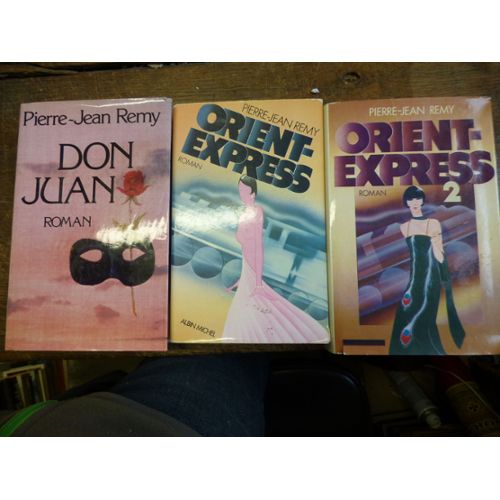 Pierre-Jean Remy
DON
JUAN
ROMAN
PIERRE-JEAN REMY
ORIENT-
EXPRESS
ROMAN
ALBIN MICHEL
PIERRE-JEAN REMY
ORIENT-
EXPRESS
ROMAN
2